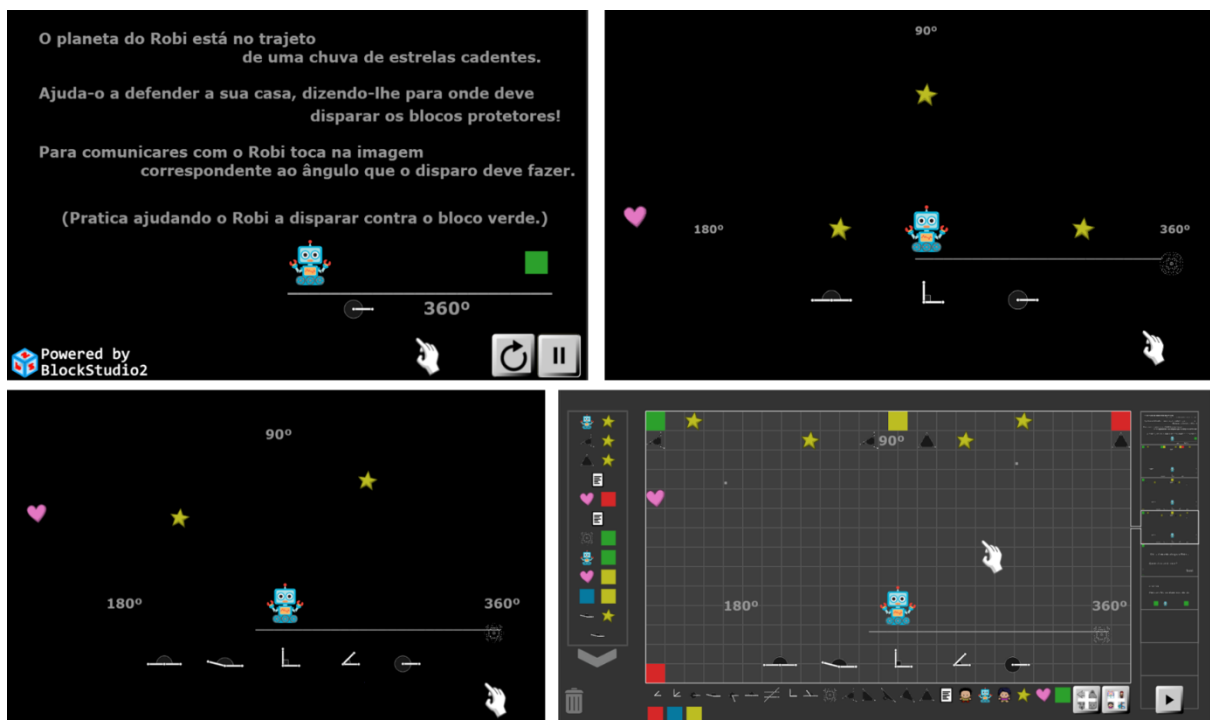 O planeta do Robi está no trajeto
de uma chuva de estrelas cadentes.
Ajuda-o a defender a sua casa, dizendo-lhe para onde deve
disparar os blocos protetores!
Para comunicares com o Robi toca na imagem
correspondente ao ângulo que o disparo deve fazer.
(Pratica ajudando o Robi a disparar contra o bloco verde.)
360º
Powered by
BlockStudio2
90º
180º
360º
90º
180º
360º
90º
180º
360º